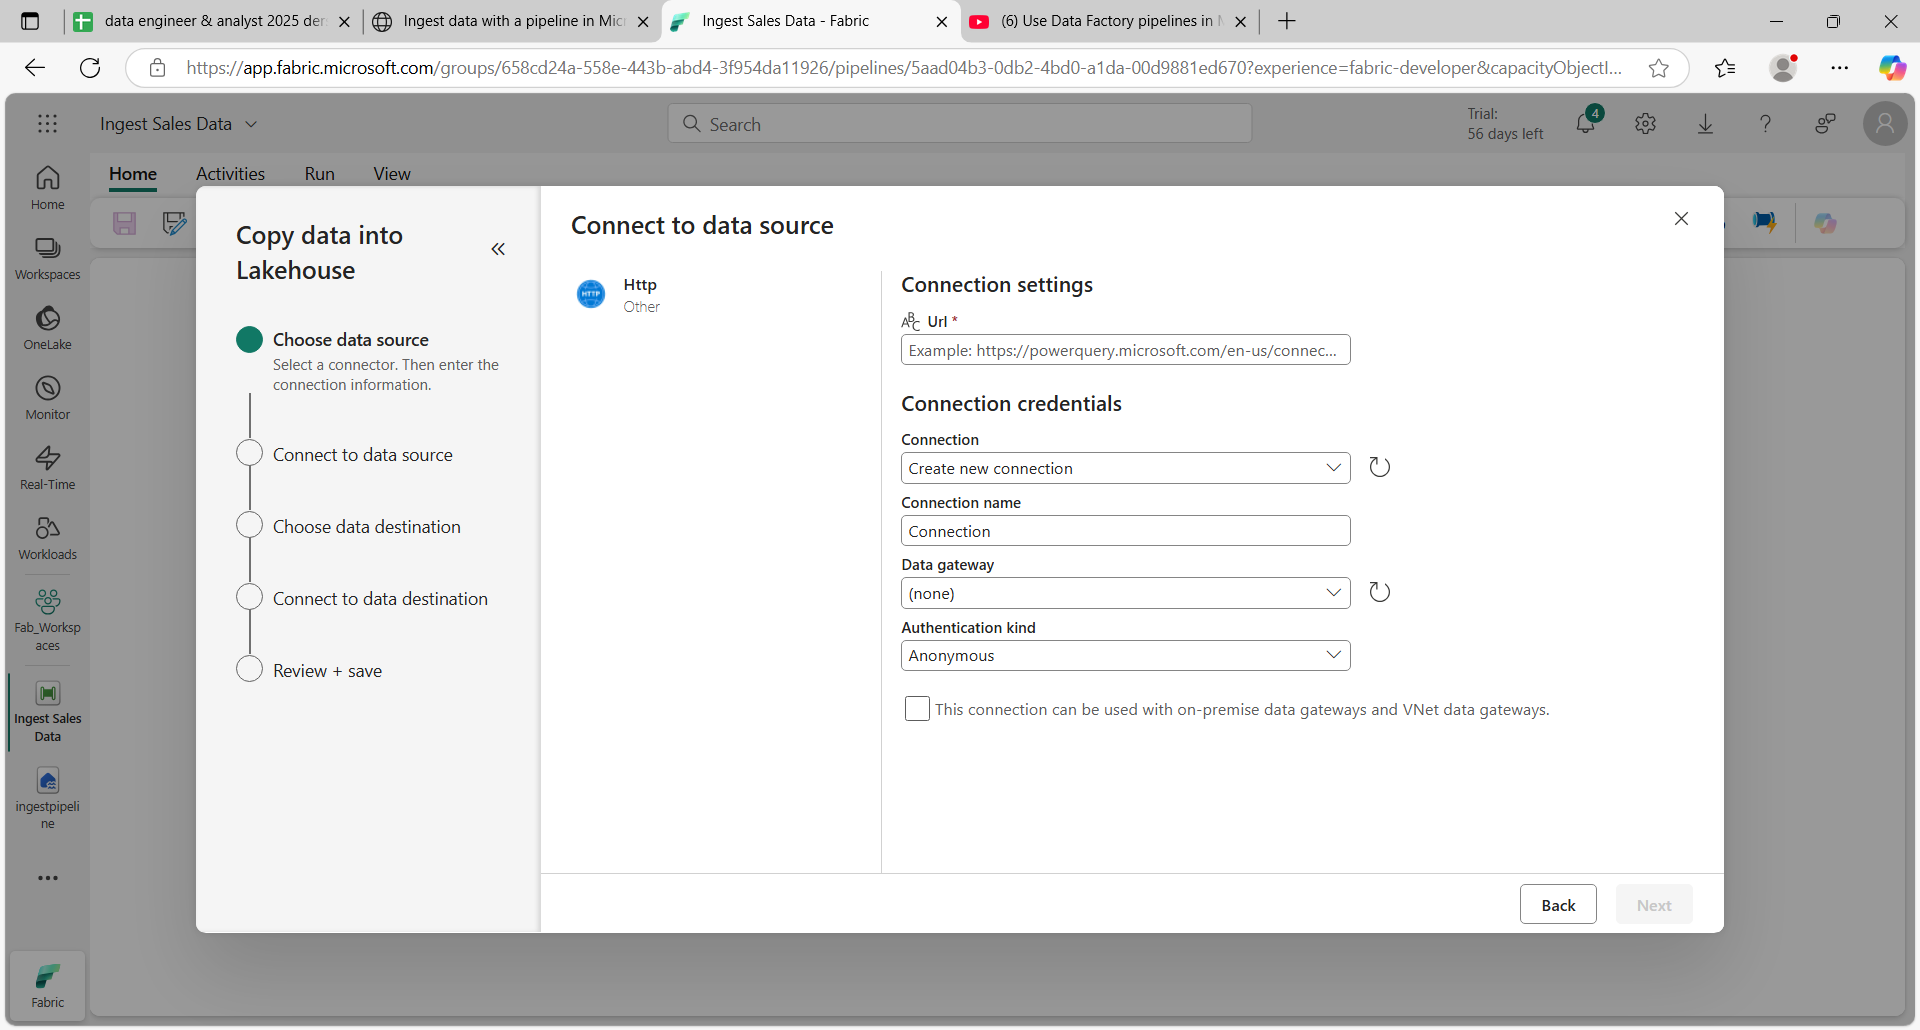 data engineer & analyst 2025 der
Ingest data with a pipeline in Micr
Ingest Sales Data - Fabric
(6) Use Data Factory pipelines in M
https://app.fabric.microsoft.com/groups/658cd24a-558e-443b-abd4-3f954da11926/pipelines/5aad04b3-0db2-4bd0-a1da-00d9881ed670?experience=fabric-developer&capacityObjectI...
Ingest Sales Data
Search
Trial:
56 days left
4
Home
Activities
Run
View
Home
Workspaces
OneLake
Monitor
Real-Time
Workloads
Fab_Worksp
aces
Ingest Sales
Data
ingestpipeli
ne
Fabric
Copy data into
Lakehouse
Choose data source
Select a connector. Then enter the
connection information.
Connect to data source
Choose data destination
Connect to data destination
Review + save
Connect to data source
HTTP
Http
Other
Connection settings
ABC Url *
Example: https://powerquery.microsoft.com/en-us/connec...
Connection credentials
Connection
Create new connection
Connection name
Connection
Data gateway
(none)
Authentication kind
Anonymous
This connection can be used with on-premise data gateways and VNet data gateways.
Back
Next